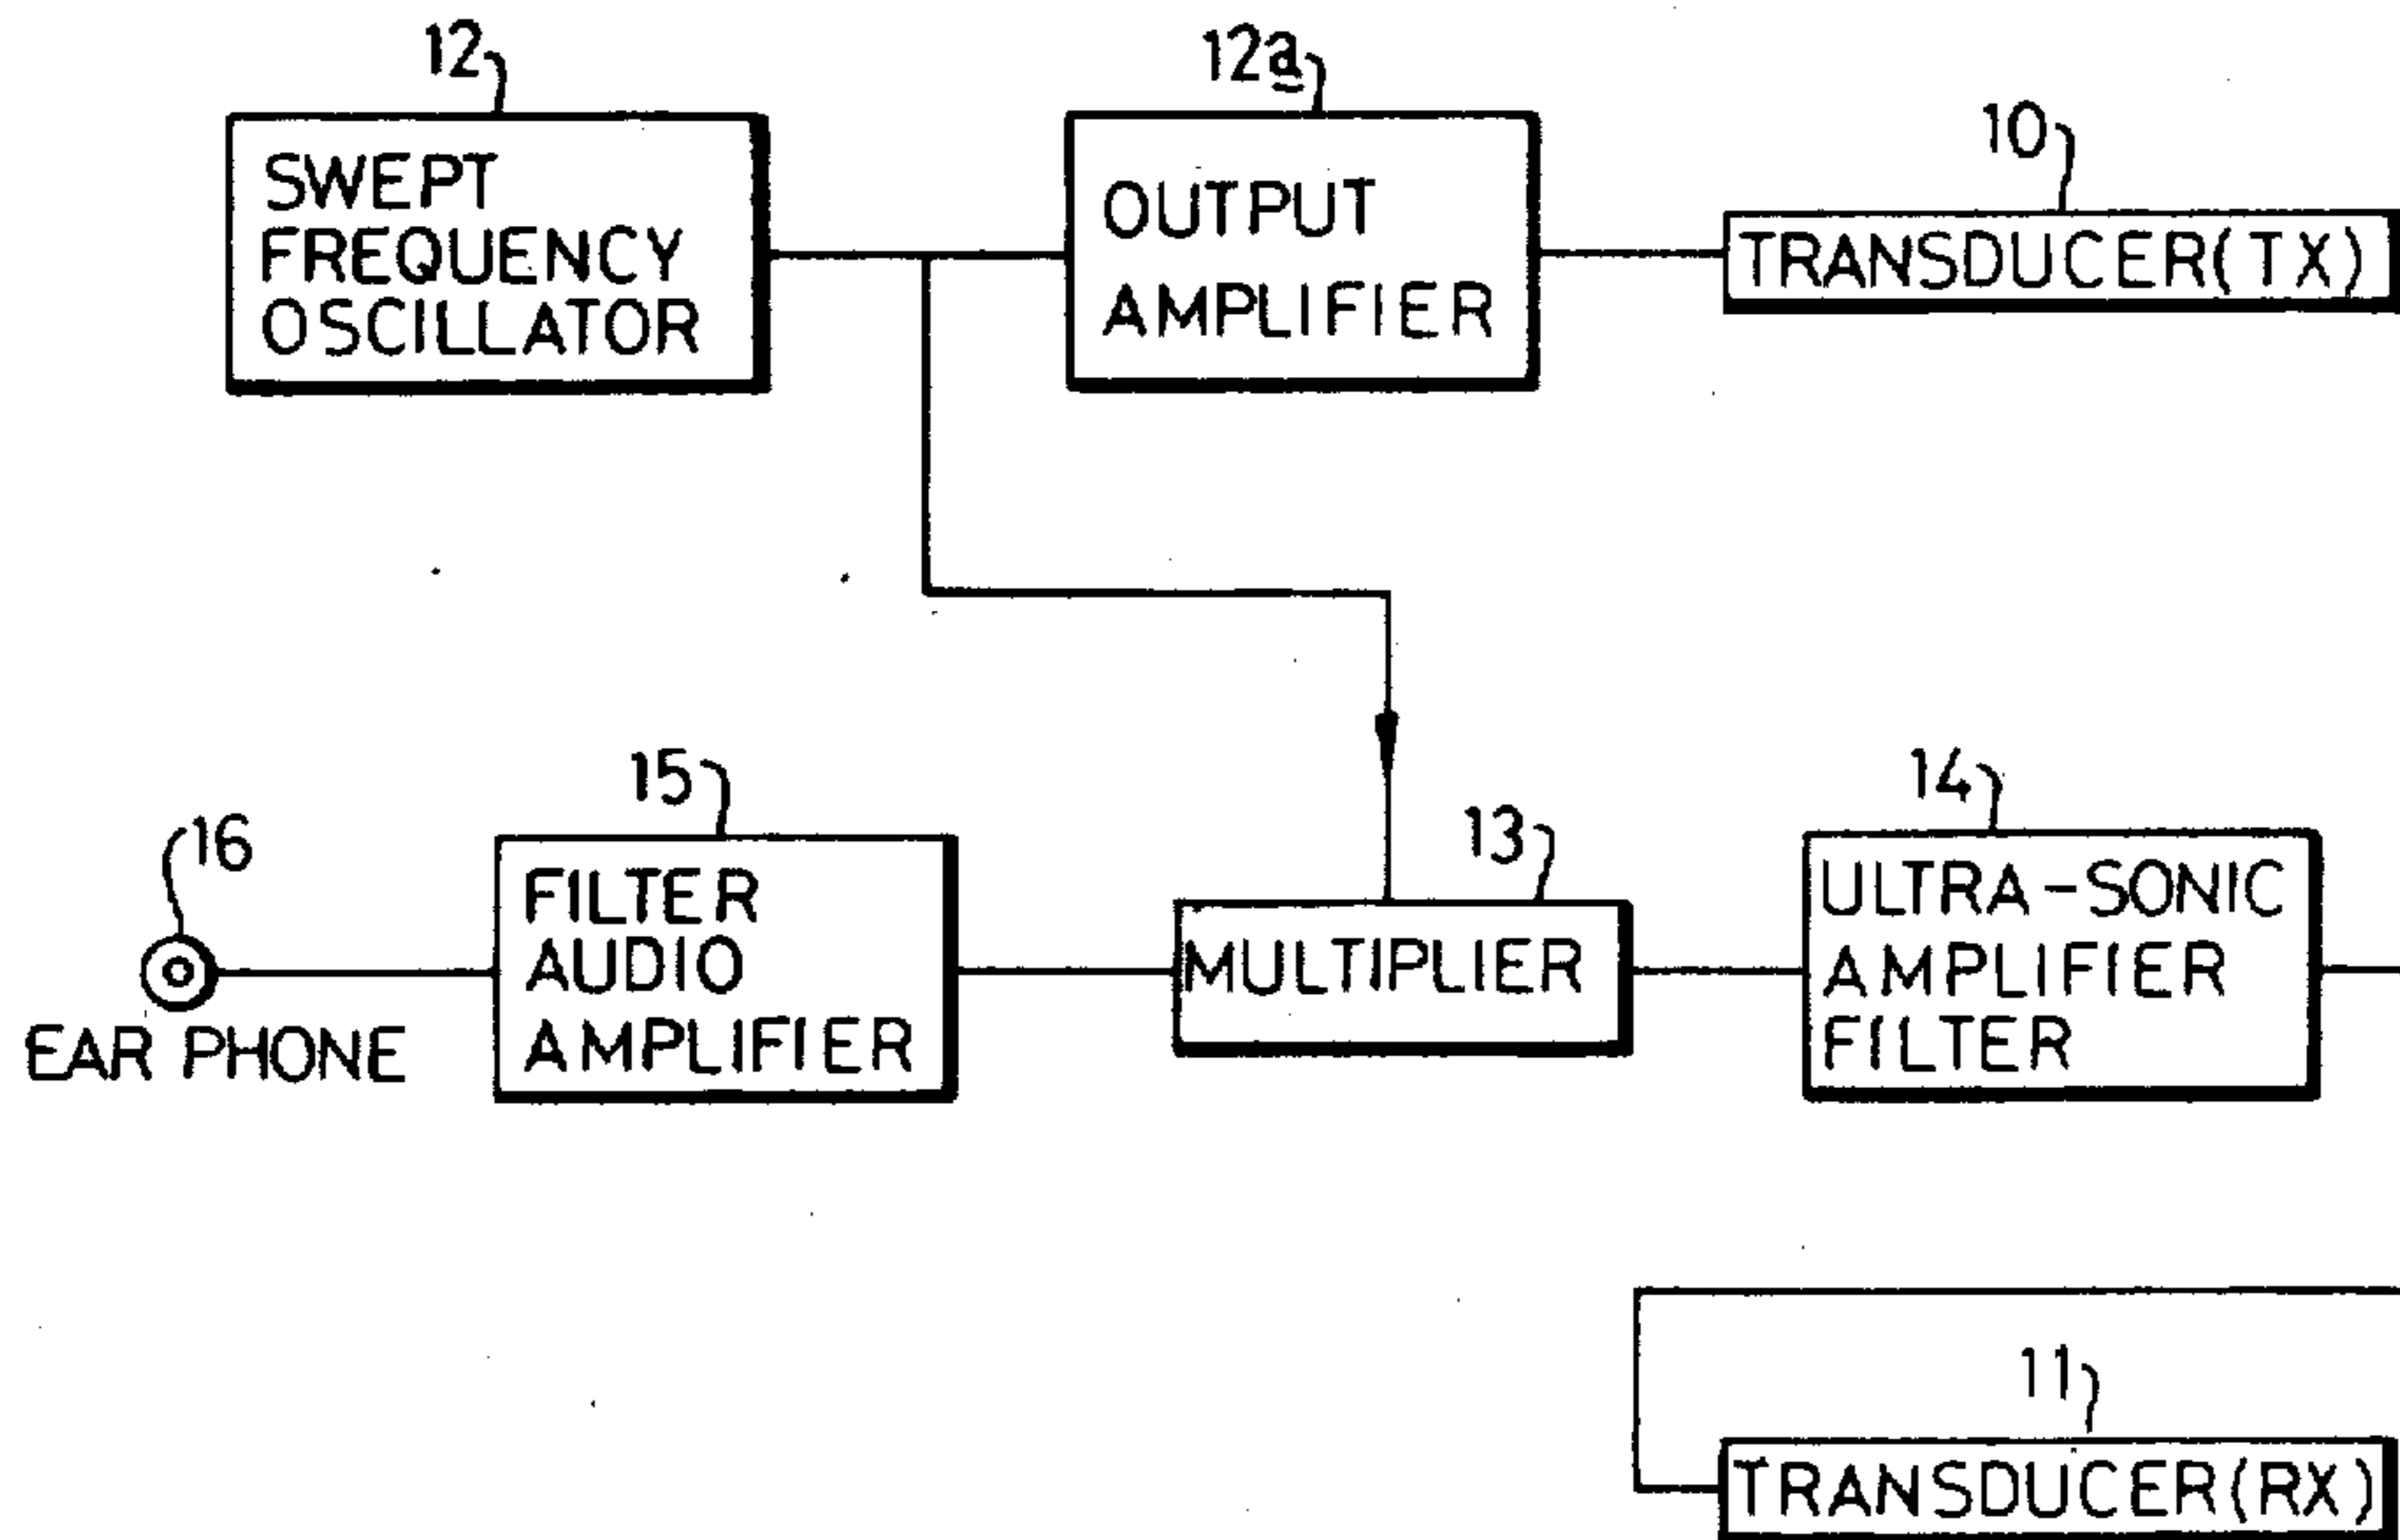 12
SWEPT
FREQUENCY
OSCILLATOR
12a
OUTPUT
AMPLIFIER
10
TRANSDUCER(TX)
16
EAR PHONE
15
FILTER
AUDIO
AMPLIFIER
13
MULTIPLIER
14
ULTRA-SONIC
AMPLIFIER
FILTER
11
TRANSDUCER(RX)